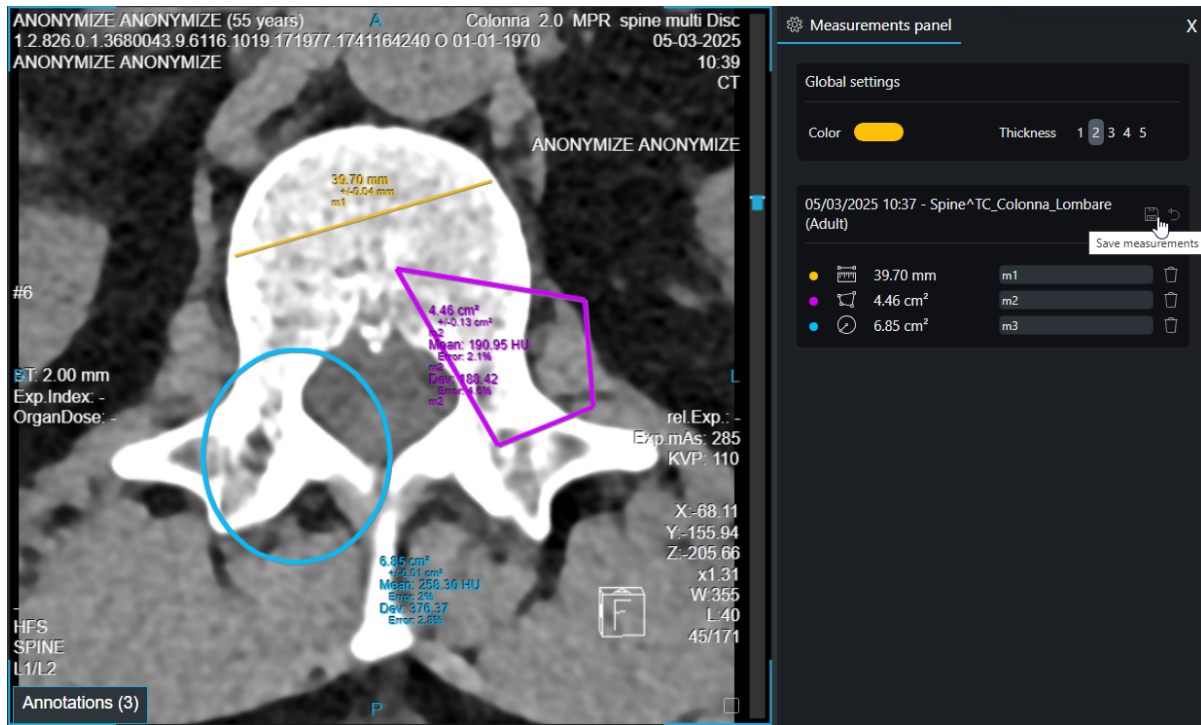 ANONYMIZE ANONYMIZE (55 years)
1.2.826.0.1.3680043.9.6116.1019.171977.1741164240 O 01-01-1970
ANONYMIZE ANONYMIZE
A
Colonna 2.0 MPR spine multi Disc
05-03-2025
10:39
CT
ANONYMIZE ANONYMIZE
39.70 mm
+/-0.04 mm
m1
#6
4.46 cm²
+/-0.13 cm²
m2
Mean: 190.95 HU
Error: 2.1%
m2
Dev: 188.42
Error: 4.6%
m2
ST: 2.00 mm
Exp.Index: -
OrganDose: -
L
rel.Exp.: -
Exp.mAs: 285
KVP: 110
6.85 cm²
+/-0.01 cm²
Mean: 258.30 HU
Error: 2%
Dev: 376.37
Error: 2.8%
X:-68.11
Y:-155.94
Z:-205.66
x1.31
W:355
L:40
45/171
F
-
HFS
SPINE
L1/L2
Annotations (3)
P
Measurements panel
X
Global settings
Color
Thickness 1 2 3 4 5
05/03/2025 10:37 - Spine^TC_Colonna_Lombare
(Adult)
Save measurements
39.70 mm m1
4.46 cm² m2
6.85 cm² m3